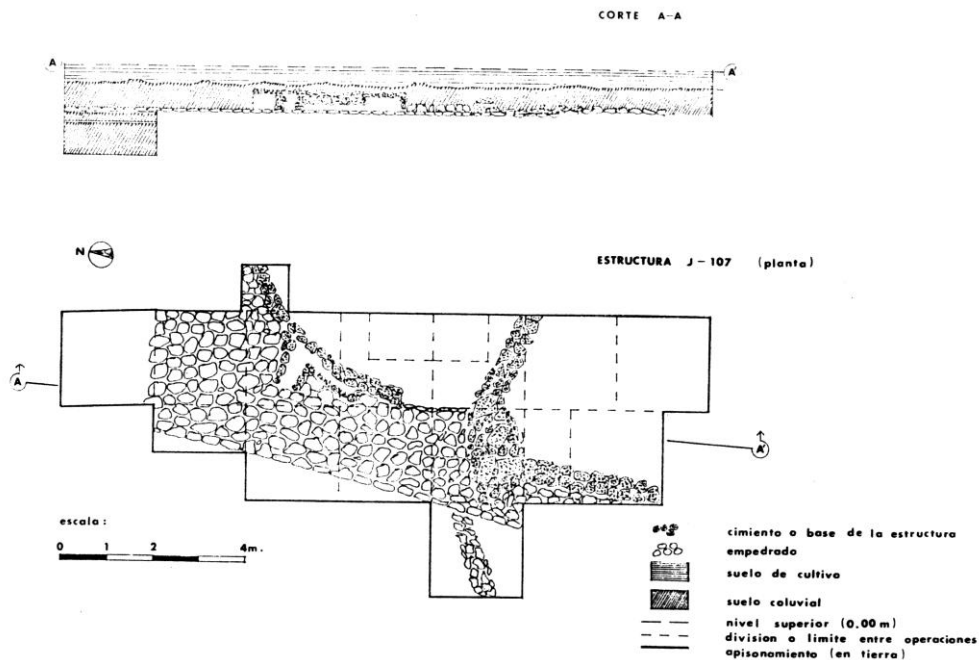 CORTE A-A
A
A'
N
ESTRUCTURA J-107 (planta)
A
A'
escala:
0 1 2 4m.
cimiento o base de la estructura
empedrado
suelo de cultivo
suelo coluvial
nivel superior (0.00m)
division o limite entre operaciones
apisonamiento (en tierra)